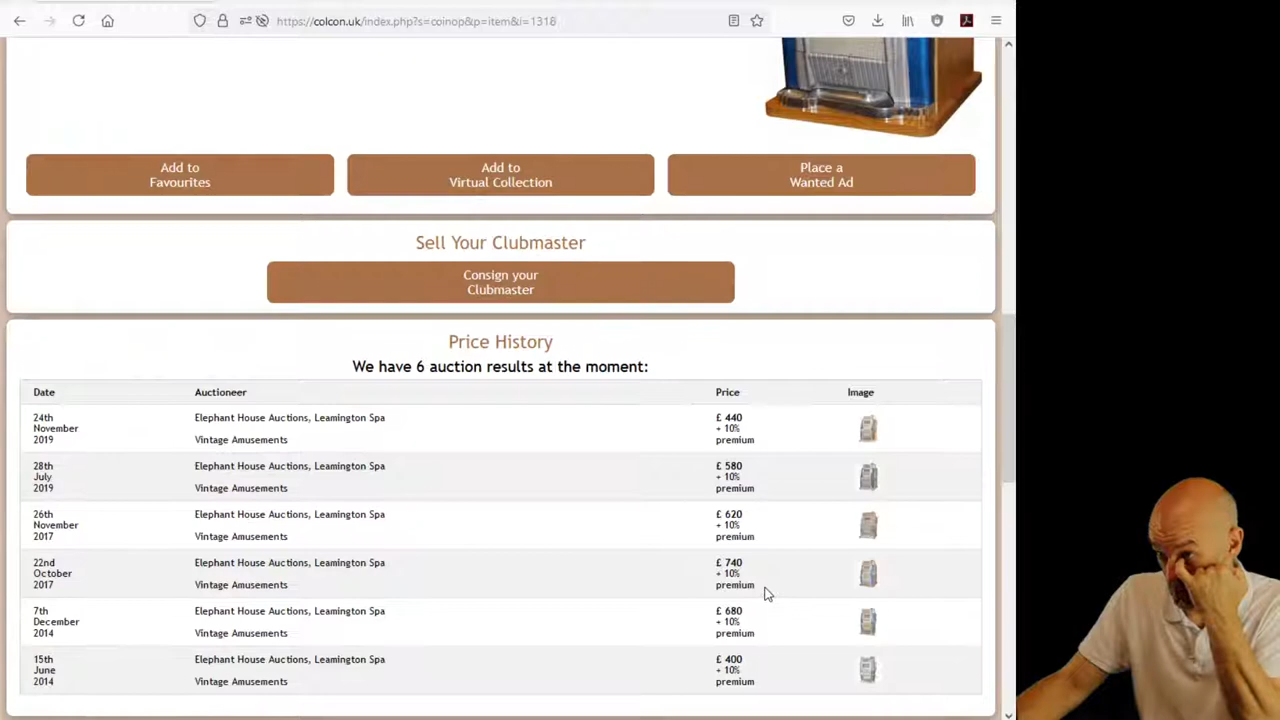 https://colcon.uk/index.php?s=coinop&p=item&i=1318
Add to
Favourites
Add to
Virtual Collection
Place a
Wanted Ad
Sell Your Clubmaster
Consign your
Clubmaster
Price History
We have 6 auction results at the moment:
Date Auctioneer Price Image
24th
November
2019
Elephant House Auctions, Leamington Spa
Vintage Amusements
£ 440
+ 10%
premium
28th
July
2019
Elephant House Auctions, Leamington Spa
Vintage Amusements
£ 580
+ 10%
premium
26th
November
2017
Elephant House Auctions, Leamington Spa
Vintage Amusements
£ 620
+ 10%
premium
22nd
October
2017
Elephant House Auctions, Leamington Spa
Vintage Amusements
£ 740
+ 10%
premium
7th
December
2014
Elephant House Auctions, Leamington Spa
Vintage Amusements
£ 680
+ 10%
premium
15th
June
2014
Elephant House Auctions, Leamington Spa
Vintage Amusements
£ 400
+ 10%
premium